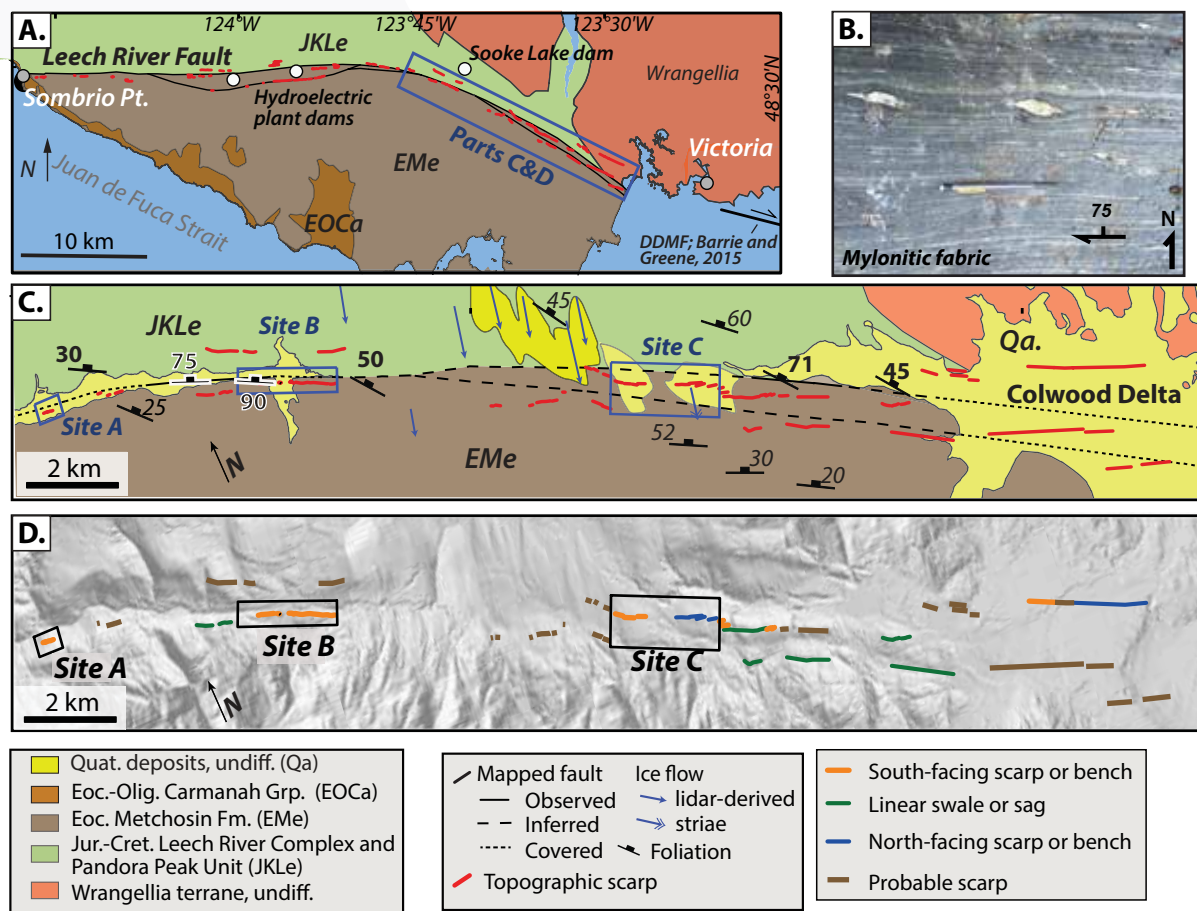 A.
124°W
123°45'W
123°30'W
48°30'N
Leech River Fault
JKLe
Sooke Lake dam
Wrangellia
Sombrio Pt.
Hydroelectric
plant dams
Parts C&D
Victoria
N
EMe
Juan de Fuca Strait
EOCa
10 km
DDMF; Barrie and
Greene, 2015
B.
75
N
Mylonitic fabric
C.
JKLe
Site B
45
60
Qa.
30
75
50
Site C
71
45
Colwood Delta
Site A
25
90
N
EMe
52
30
20
2 km
D.
Site A
Site B
Site C
N
2 km
Quat. deposits, undiff. (Qa)
Eoc.-Olig. Carmanah Grp. (EOCa)
Eoc. Metchosin Fm. (EMe)
Jur.-Cret. Leech River Complex and
Pandora Peak Unit (JKLe)
Wrangellia terrane, undiff.
Mapped fault
Observed
Inferred
Covered
Topographic scarp
Ice flow
lidar-derived
striae
Foliation
South-facing scarp or bench
Linear swale or sag
North-facing scarp or bench
Probable scarp